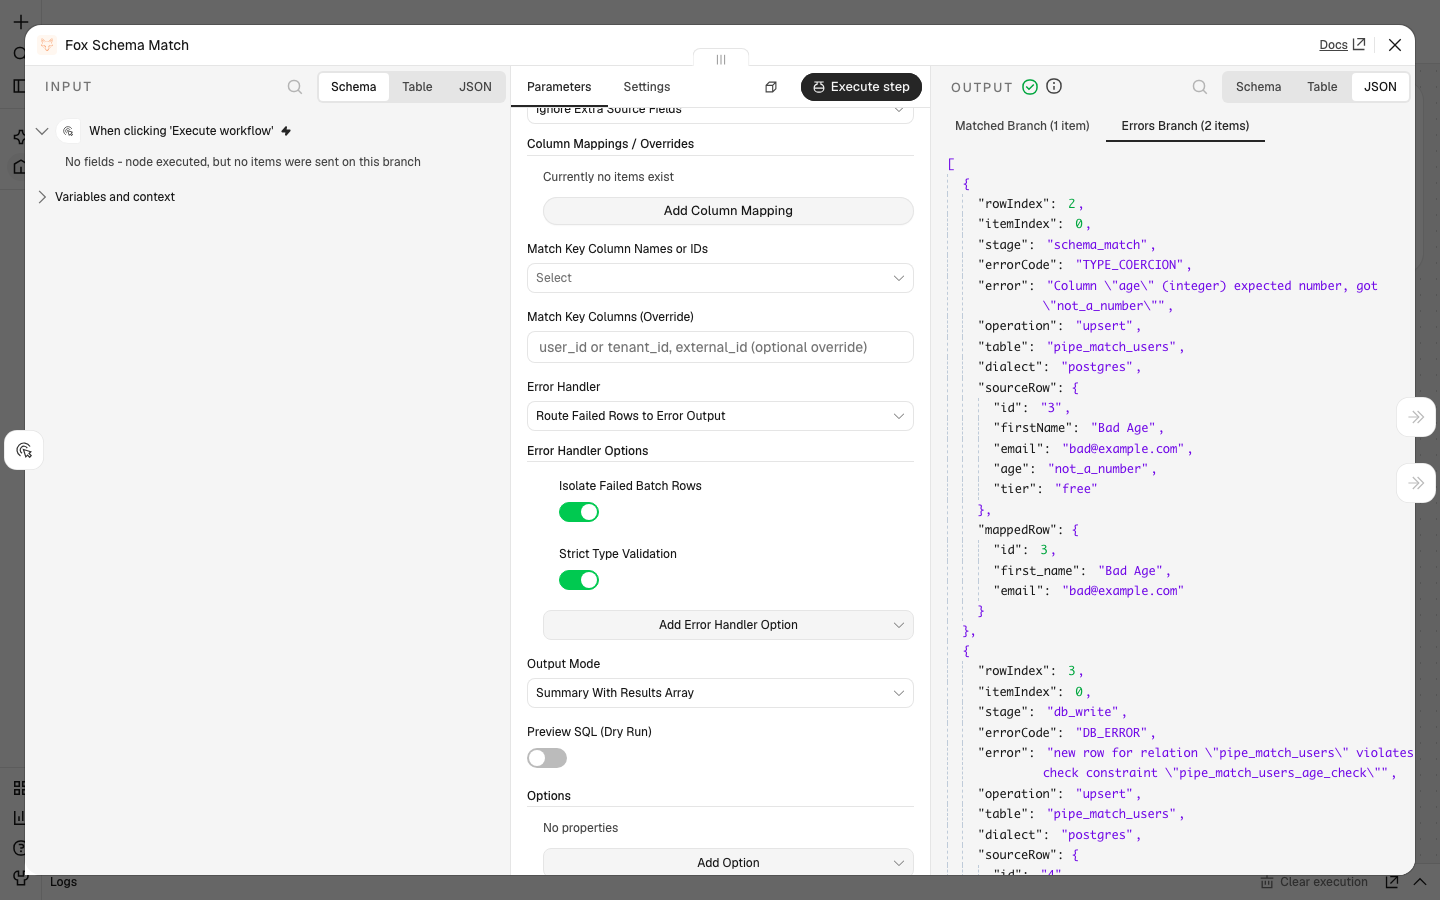 Fox Schema Match
Docs
INPUT
Schema
Table
JSON
When clicking 'Execute workflow'
No fields - node executed, but no items were sent on this branch
Variables and context
Parameters
Settings
Execute step
Ignore Extra Source Fields
Column Mappings / Overrides
Currently no items exist
Add Column Mapping
Match Key Column Names or IDs
Select
Match Key Columns (Override)
user_id or tenant_id, external_id (optional override)
Error Handler
Route Failed Rows to Error Output
Error Handler Options
Isolate Failed Batch Rows
Strict Type Validation
Add Error Handler Option
Output Mode
Summary With Results Array
Preview SQL (Dry Run)
Options
No properties
Add Option
OUTPUT
Schema
Table
JSON
Matched Branch (1 item)
Errors Branch (2 items)
[
{
"rowIndex": 2,
"itemIndex": 0,
"stage": "schema_match",
"errorCode": "TYPE_COERCION",
"error": "Column \"age\" (integer) expected number, got
\"not_a_number\"",
"operation": "upsert",
"table": "pipe_match_users",
"dialect": "postgres",
"sourceRow": {
"id": "3",
"firstName": "Bad Age",
"email": "bad@example.com",
"age": "not_a_number",
"tier": "free"
},
"mappedRow": {
"id": 3,
"first_name": "Bad Age",
"email": "bad@example.com"
}
},
{
"rowIndex": 3,
"itemIndex": 0,
"stage": "db_write",
"errorCode": "DB_ERROR",
"error": "new row for relation \"pipe_match_users\" violates
check constraint \"pipe_match_users_age_check\"",
"operation": "upsert",
"table": "pipe_match_users",
"dialect": "postgres",
"sourceRow": {
"id": "4"
Logs
Clear execution